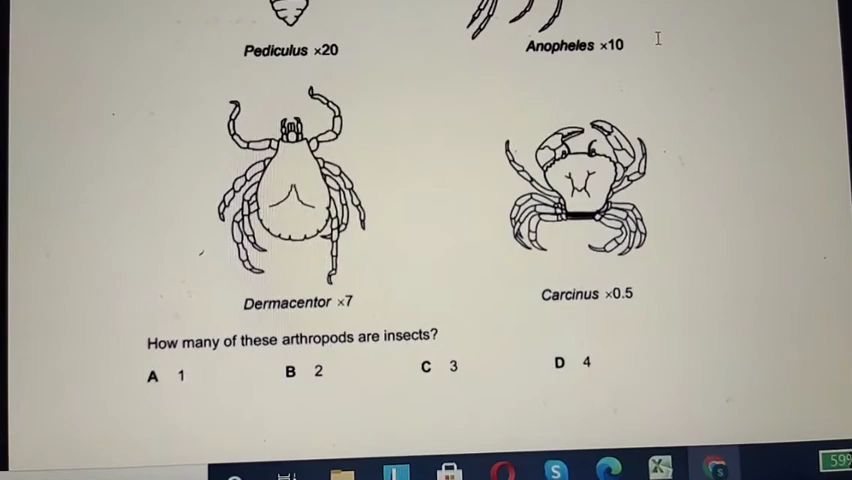 Pediculus ×20
Anopheles ×10
Dermacentor ×7
Carcinus ×0.5
How many of these arthropods are insects?
A 1 B 2 C 3 D 4
59%